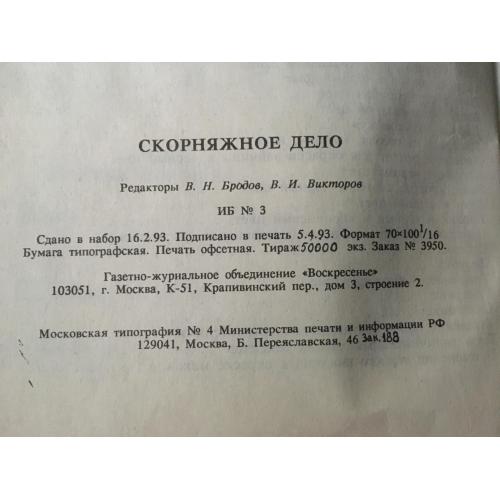 СКОРНЯЖНОЕ ДЕЛО
Редакторы В. Н. Бродов, В. И. Викторов
ИБ № 3
Сдано в набор 16.2.93. Подписано в печать 5.4.93. Формат 70×100 1/16
Бумага типографская. Печать офсетная. Тираж 50000 экз. Заказ № 3950.
Газетно-журнальное объединение «Воскресенье»
103051, г. Москва, К-51, Крапивинский пер., дом 3, строение 2.
Московская типография № 4 Министерства печати и информации РФ
129041, Москва, Б. Переяславская, 46 Зак.188